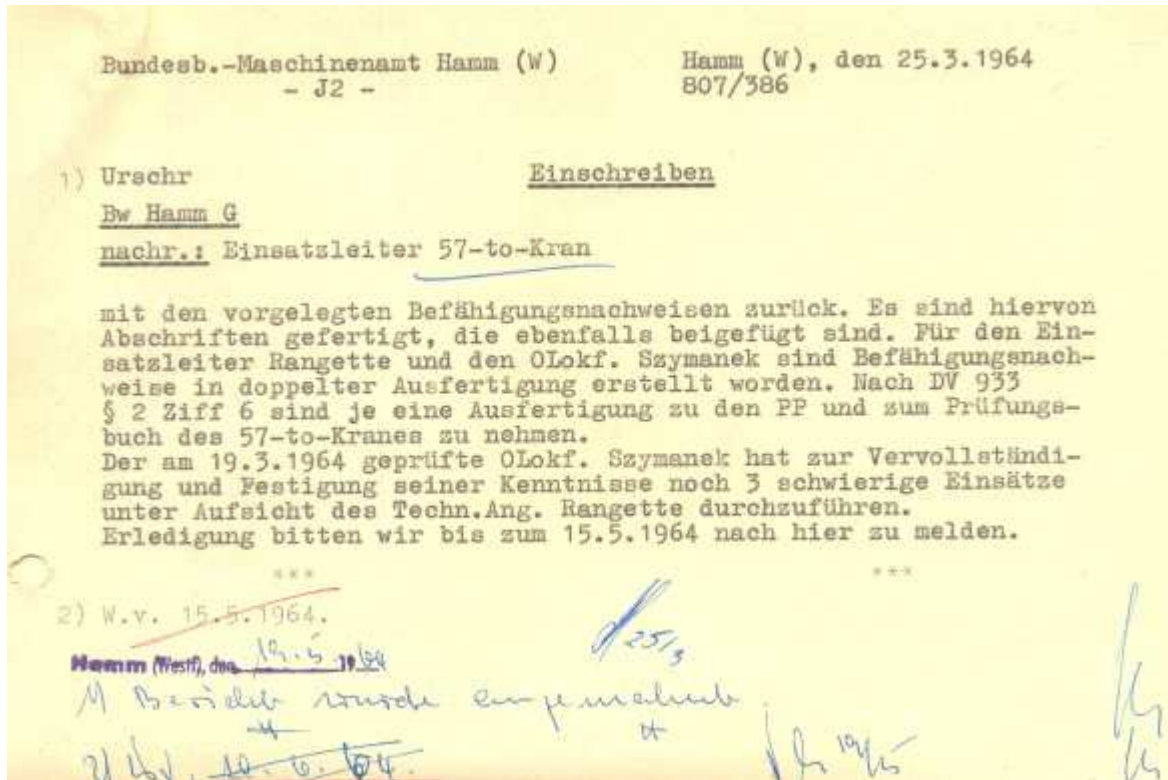 Bundesb.-Maschinenamt Hamm (W) Hamm (W), den 25.3.1964
- J2 - 807/386
1) Urschr Einschreiben
Bw Hamm G
nachr.: Einsatzleiter 57-to-Kran
mit den vorgelegten Befähigungsnachweisen zurück. Es sind hiervon
Abschriften gefertigt, die ebenfalls beigefügt sind. Für den Ein-
satzleiter Rangette und den OLokf. Szymanek sind Befähigungsnach-
weise in doppelter Ausfertigung erstellt worden. Nach DV 933
§ 2 Ziff 6 sind je eine Ausfertigung zu den PP und zum Prüfungs-
buch des 57-to-Kranes zu nehmen.
Der am 19.3.1964 geprüfte OLokf. Szymanek hat zur Vervollständi-
gung und Festigung seiner Kenntnisse noch 3 schwierige Einsätze
unter Aufsicht des Techn.Ang. Rangette durchzuführen.
Erledigung bitten wir bis zum 15.5.1964 nach hier zu melden.
*** ***
2) W.v. 15.5.1964.
25/3
Hamm (Westf), den 19.5. 1964
1) Bericht wurde angemahnt.
2) Wv. 10.6.64. 19/5